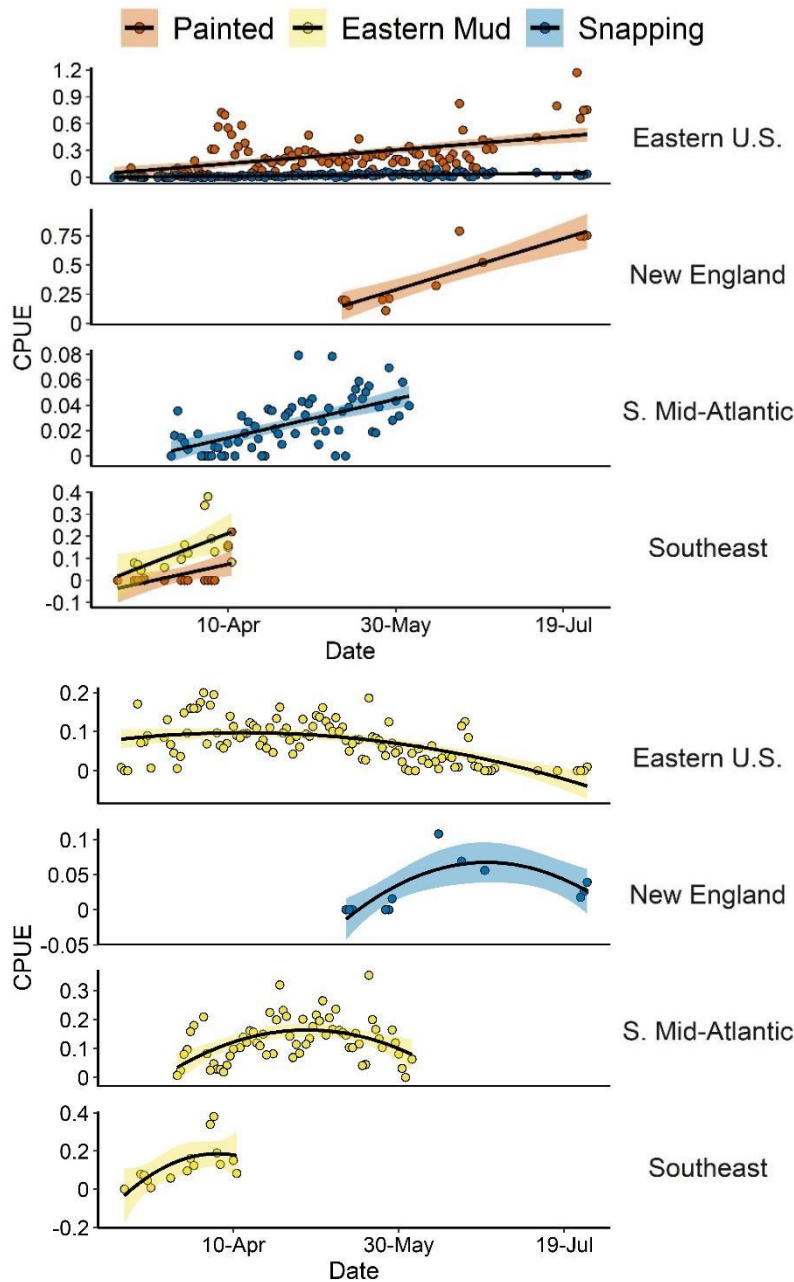 Painted Eastern Mud Snapping
1.2
0.9
0.6
0.3
0
Eastern U.S.
0.75
0.5
0.25
0
New England
CPUE
0.08
0.06
0.04
0.02
0
S. Mid-Atlantic
0.4
0.3
0.2
0.1
0
-0.1
Southeast
10-Apr 30-May 19-Jul
Date
0.2
0.1
0
Eastern U.S.
0.1
0.05
0
-0.05
New England
CPUE
0.3
0.2
0.1
0
S. Mid-Atlantic
0.4
0.2
0
-0.2
Southeast
10-Apr 30-May 19-Jul
Date